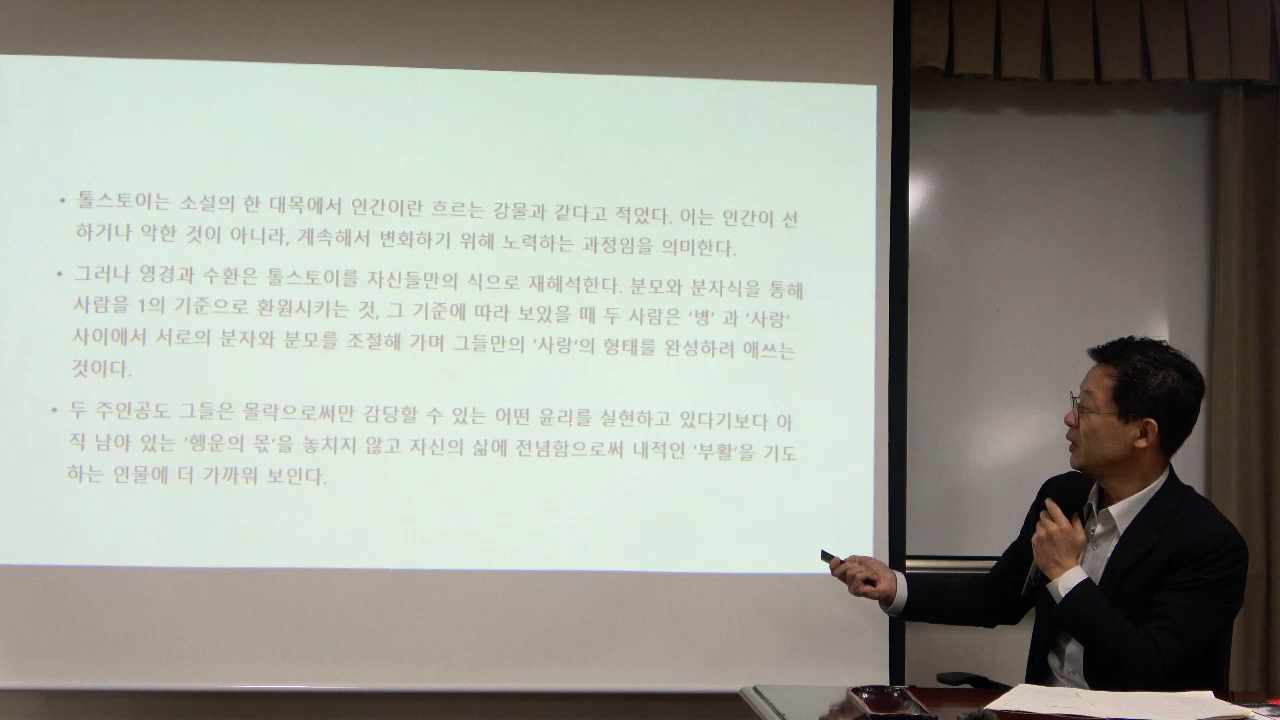 • 톨스토이는 소설의 한 대목에서 인간이란 흐르는 강물과 같다고 적었다. 이는 인간이 선
하거나 악한 것이 아니라, 계속해서 변화하기 위해 노력하는 과정임을 의미한다.
• 그러나 영경과 수환은 톨스토이를 자신들만의 식으로 재해석한다. 분모와 분자식을 통해
사람을 1의 기준으로 환원시키는 것, 그 기준에 따라 보았을 때 두 사람은 ‘병’ 과 ‘사랑’
사이에서 서로의 분자와 분모를 조절해 가며 그들만의 ‘사랑’의 형태를 완성하려 애쓰는
것이다.
• 두 주인공도 그들은 몰락으로써만 감당할 수 있는 어떤 윤리를 실현하고 있다기보다 아
직 남아 있는 ‘행운의 몫’을 놓치지 않고 자신의 삶에 전념함으로써 내적인 ‘부활’을 기도
하는 인물에 더 가까워 보인다.